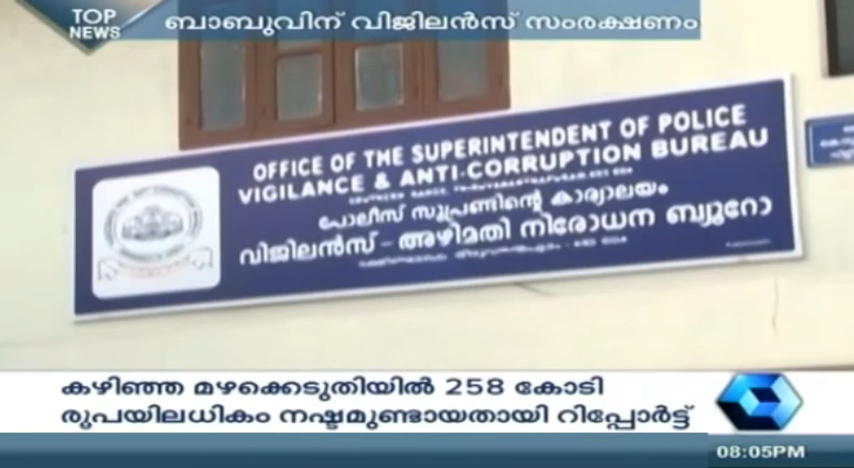 TOP
NEWS
ബാബുവിന് വിജിലൻസ് സംരക്ഷണം
OFFICE OF THE SUPERINTENDENT OF POLICE
VIGILANCE & ANTI-CORRUPTION BUREAU
പോലീസ് സൂപ്രണ്ടിന്റെ കാര്യാലയം
വിജിലൻസ് - അഴിമതി നിരോധന ബ്യൂറോ
കഴിഞ്ഞ മഴക്കെടുതിയിൽ 258 കോടി
രുപയിലധികം നഷ്ടമുണ്ടായതായി റിപ്പോർട്ട്
08:05PM